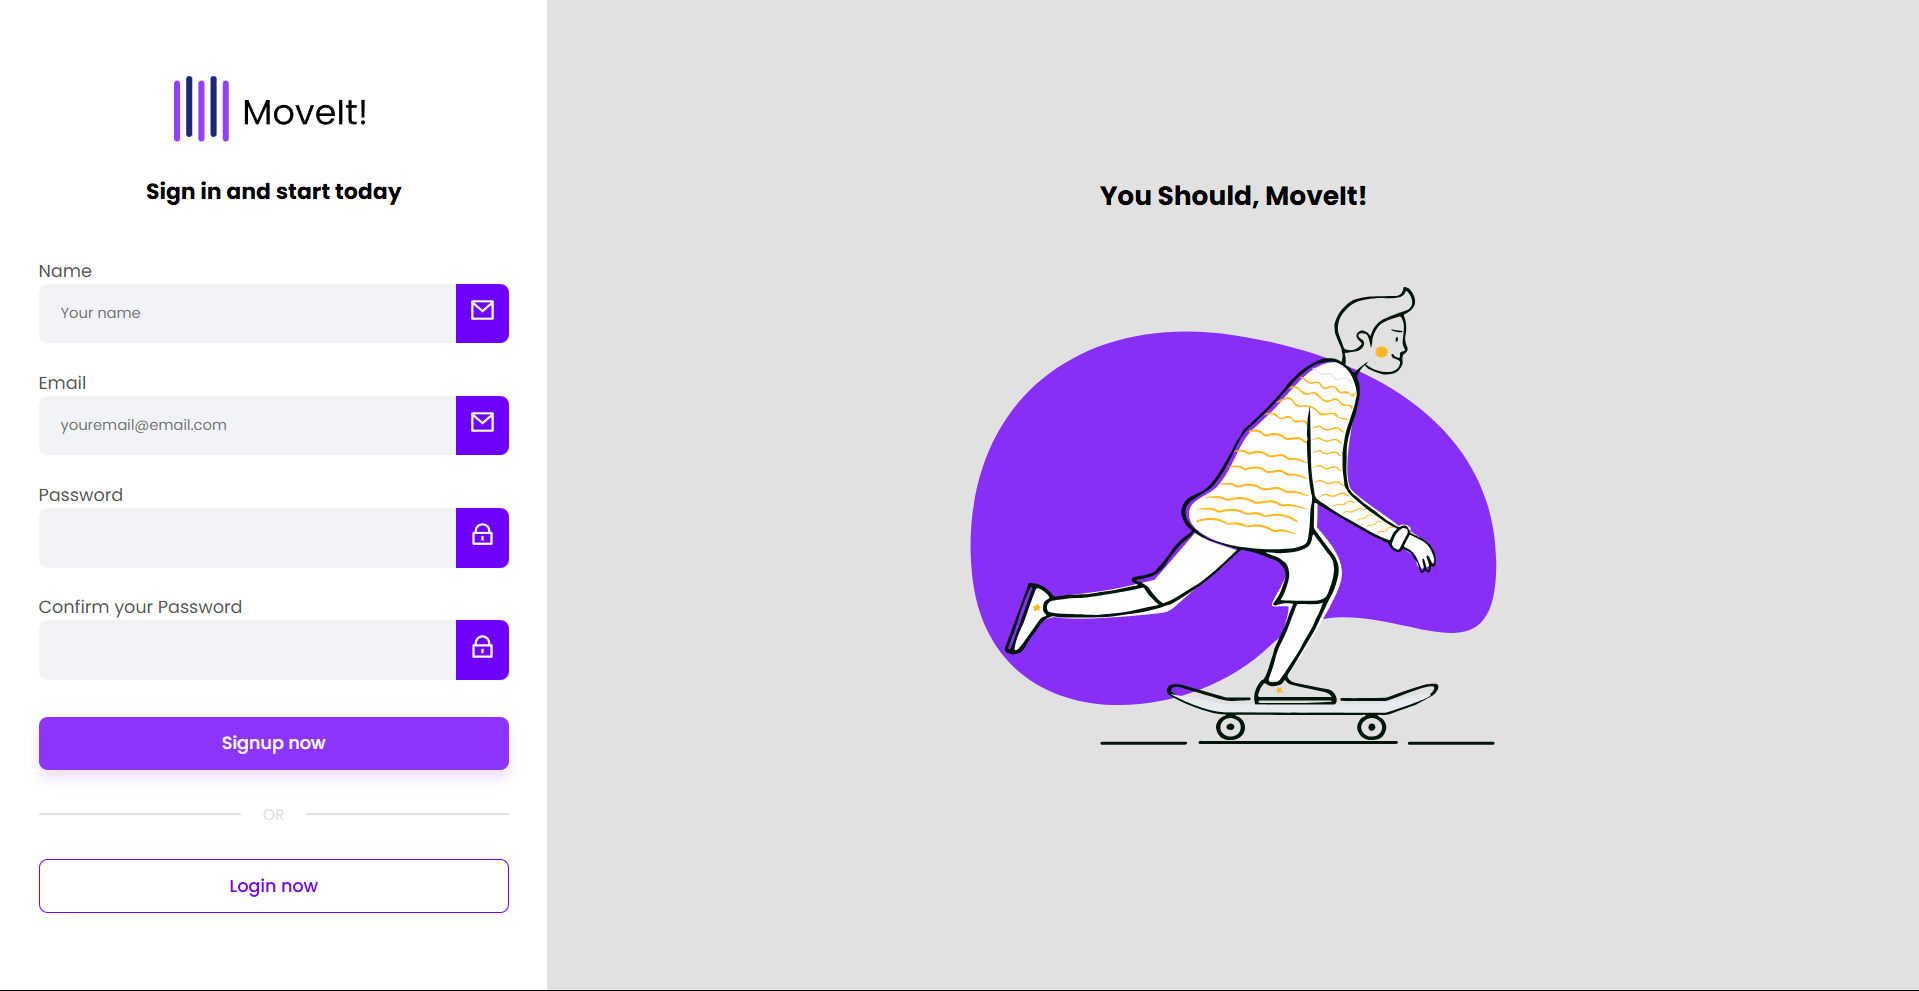 MoveIt!
Sign in and start today
Name
Your name
Email
youremail@email.com
Password
Confirm your Password
Signup now
OR
Login now
You Should, MoveIt!